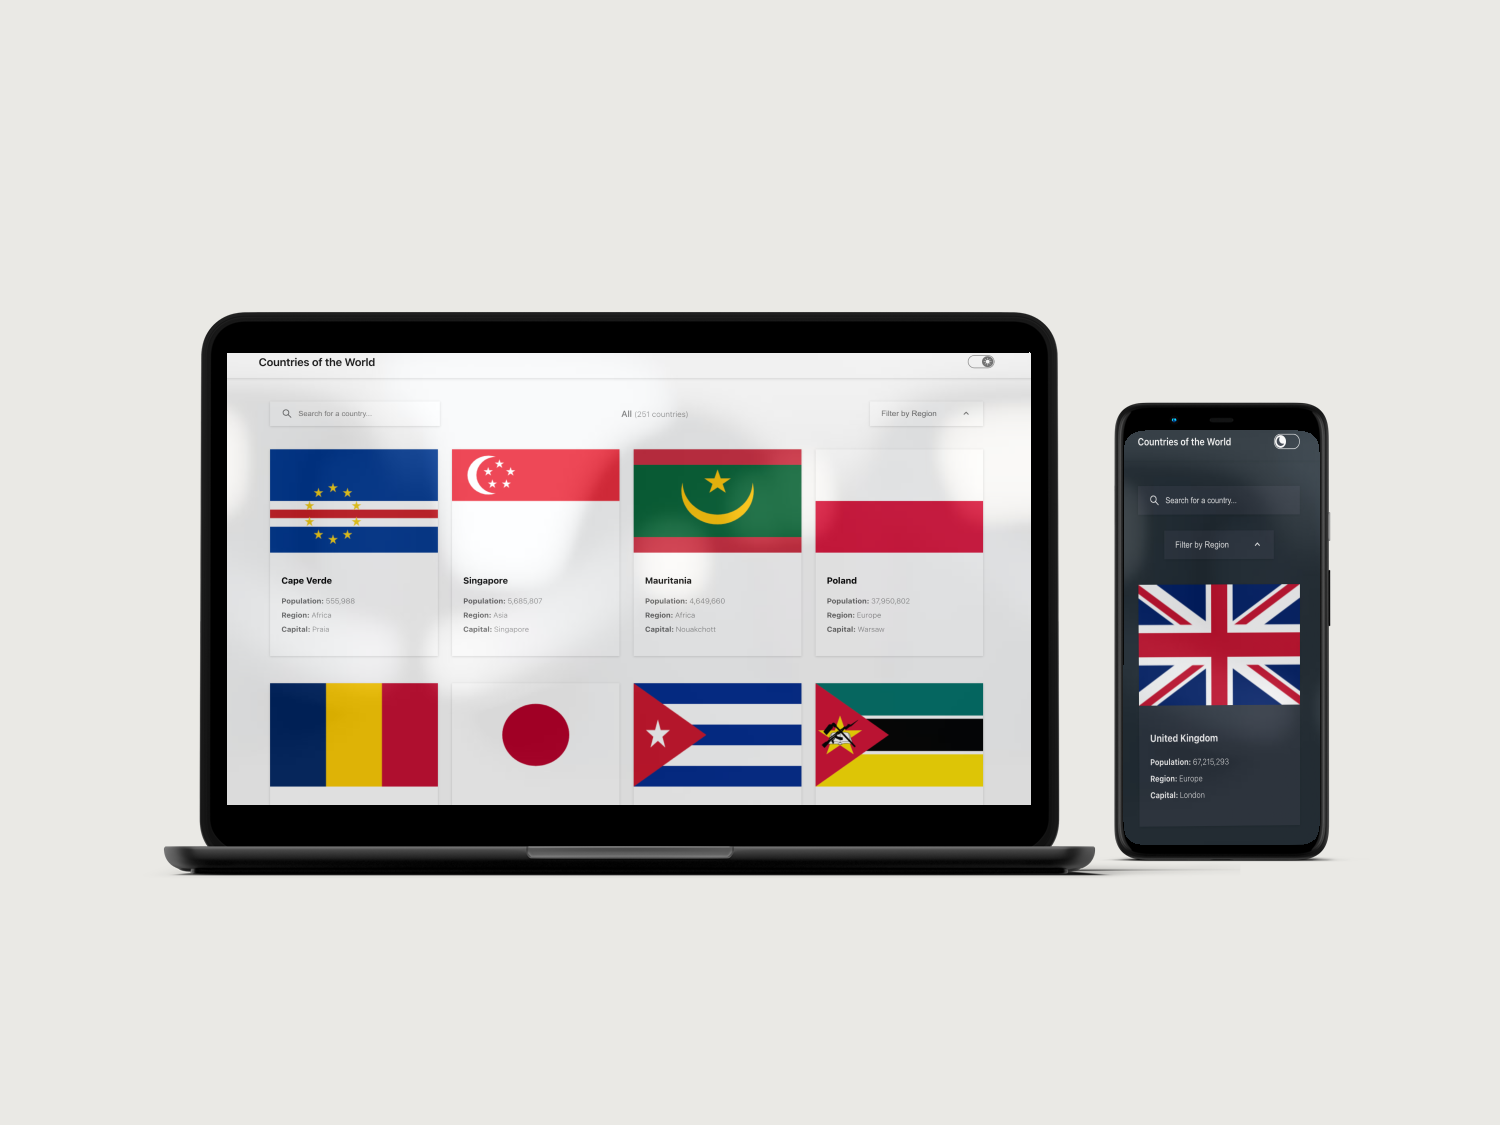 Countries of the World
Search for a country...
All (251 countries)
Filter by Region
Cape Verde
Population: 555,988
Region: Africa
Capital: Praia
Singapore
Population: 5,685,807
Region: Asia
Capital: Singapore
Mauritania
Population: 4,649,660
Region: Africa
Capital: Nouakchott
Poland
Population: 37,950,802
Region: Europe
Capital: Warsaw
Countries of the World
Search for a country...
Filter by Region
United Kingdom
Population: 67,215,293
Region: Europe
Capital: London